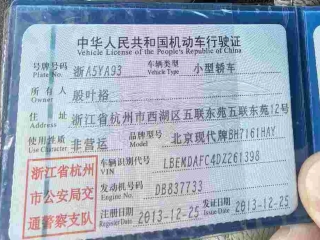 中华人民共和国机动车行驶证
Vehicle License of the People's Republic of China
号牌号码 浙A5YA93 车辆类型 小型轿车
Plate No. Vehicle Type
所有人 殷叶裕
Owner
住址 浙江省杭州市西湖区五联东苑五联东苑12号
Address
使用性质 非营运 品牌型号 北京现代牌BH7161HAY
Use Character Model
浙江省杭州市公安局交通警察支队
车辆识别代号 LBEMDAFC4DZ261398
VIN
发动机号码 DB837733
Engine No.
注册日期 2013-12-25 发证日期 2013-12-25
Register Date Issue Date